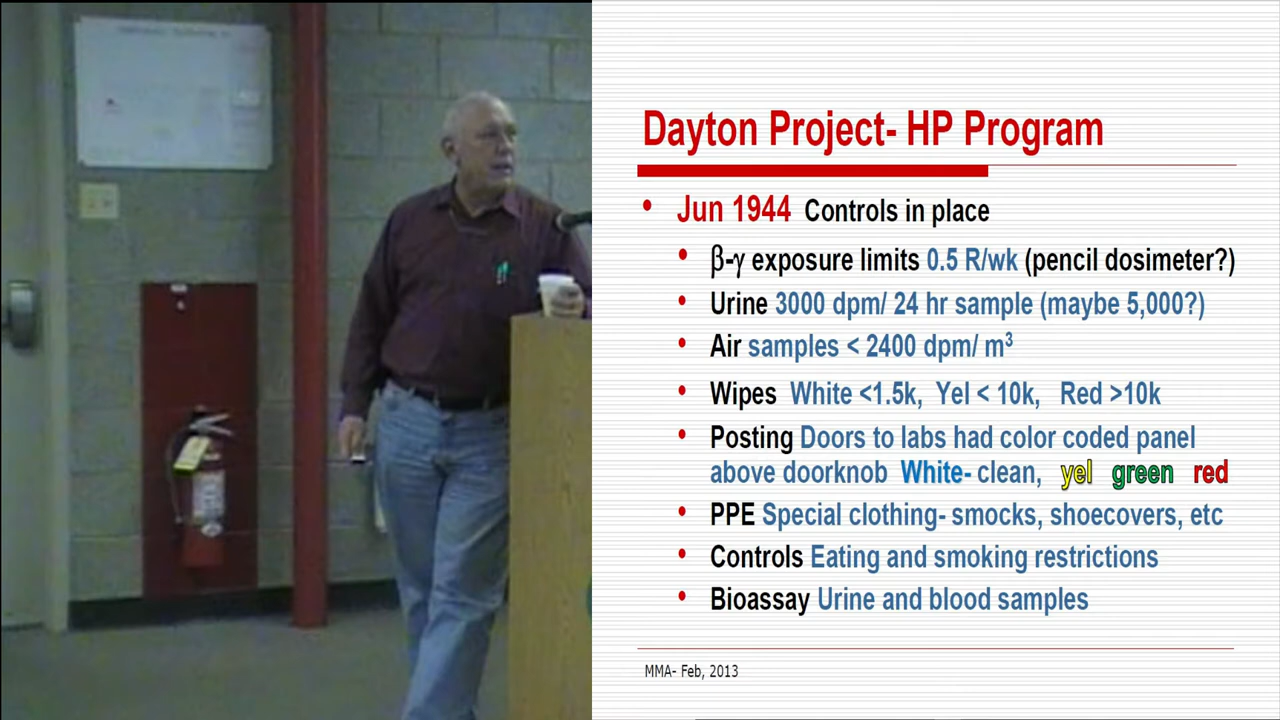 Dayton Project- HP Program
• Jun 1944 Controls in place
• β-γ exposure limits 0.5 R/wk (pencil dosimeter?)
• Urine 3000 dpm/ 24 hr sample (maybe 5,000?)
• Air samples < 2400 dpm/ m³
• Wipes White <1.5k, Yel < 10k, Red >10k
• Posting Doors to labs had color coded panel
above doorknob White- clean, yel green red
• PPE Special clothing- smocks, shoecovers, etc
• Controls Eating and smoking restrictions
• Bioassay Urine and blood samples
MMA- Feb, 2013